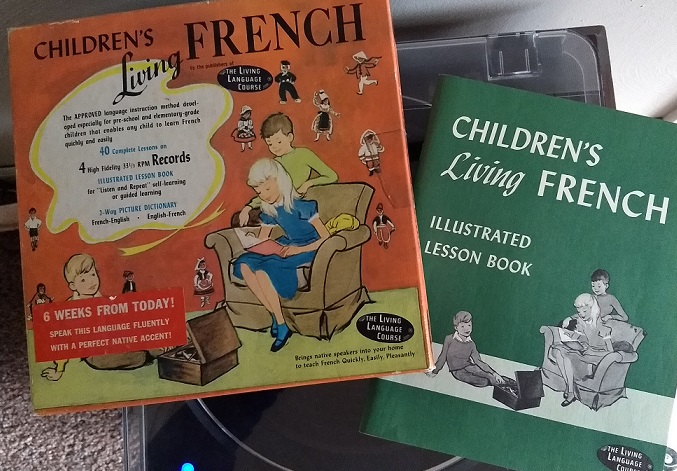 CHILDREN'S
Living FRENCH
by the publishers of
THE LIVING
LANGUAGE
COURSE
The APPROVED language instruction method devel-
oped especially for pre-school and elementary-grade
children that enables any child to learn French
quickly and easily
40 Complete Lessons on
4 High Fidelity 33⅓ RPM Records
ILLUSTRATED LESSON BOOK
for "Listen and Repeat" self-learning
or guided learning
2-Way PICTURE DICTIONARY
French-English • English-French
6 WEEKS FROM TODAY!
SPEAK THIS LANGUAGE FLUENTLY
WITH A PERFECT NATIVE ACCENT!
THE LIVING
LANGUAGE
COURSE
Brings native speakers into your home
to teach French Quickly, Easily, Pleasantly
CHILDREN'S
Living FRENCH
ILLUSTRATED
LESSON BOOK
THE LIVING
LANGUAGE
COURSE